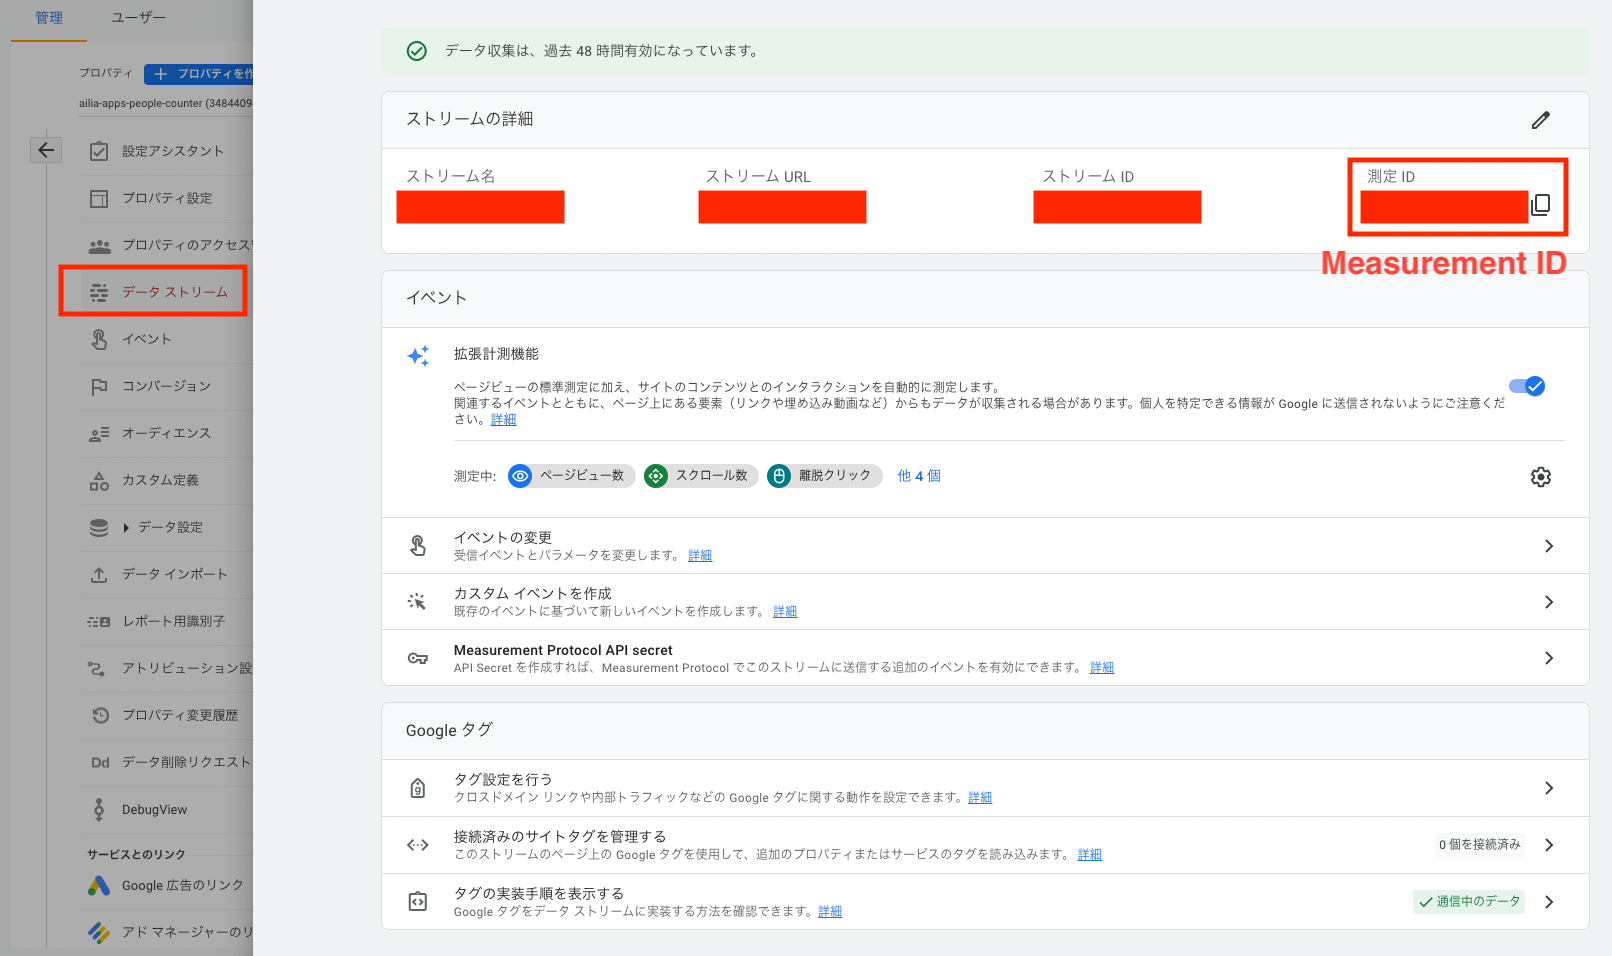 管理
ユーザー
プロパティ
プロパティを作
ailia-apps-people-counter (3484409
設定アシスタント
プロパティ設定
プロパティのアクセス
データ ストリーム
イベント
コンバージョン
オーディエンス
カスタム定義
データ設定
データ インポート
レポート用識別子
アトリビューション設
プロパティ変更履歴
Dd
データ削除リクエスト
DebugView
サービスとのリンク
Google 広告のリンク
アド マネージャーのリ
データ収集は、過去 48 時間有効になっています。
ストリームの詳細
ストリーム名
ストリーム URL
ストリーム ID
測定 ID
Measurement ID
イベント
拡張計測機能
ページビューの標準測定に加え、サイトのコンテンツとのインタラクションを自動的に測定します。
関連するイベントとともに、ページ上にある要素（リンクや埋め込み動画など）からもデータが収集される場合があります。個人を特定できる情報が Google に送信されないようにご注意くだ
さい。詳細
測定中:
ページビュー数
スクロール数
離脱クリック
他 4 個
イベントの変更
受信イベントとパラメータを変更します。 詳細
カスタム イベントを作成
既存のイベントに基づいて新しいイベントを作成します。 詳細
Measurement Protocol API secret
API Secret を作成すれば、Measurement Protocol でこのストリームに送信する追加のイベントを有効にできます。 詳細
Google タグ
g
タグ設定を行う
クロスドメイン リンクや内部トラフィックなどの Google タグに関する動作を設定できます。詳細
接続済みのサイトタグを管理する
このストリームのページ上の Google タグを使用して、追加のプロパティまたはサービスのタグを読み込みます。 詳細
0 個を接続済み
タグの実装手順を表示する
Google タグをデータ ストリームに実装する方法を確認できます。詳細
通信中のデータ